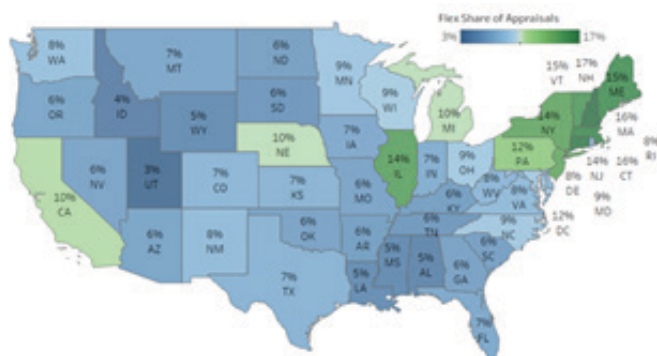 Flex Share of Appraisals
3% 17%
8%
WA
7%
MT
6%
ND
9%
MN
9%
WI
10%
MI
15%
VT
17%
NH
15%
ME
6%
OR
4%
ID
5%
WY
6%
SD
14%
NY
16%
MA
8%
RI
10%
NE
7%
IA
14%
IL
7%
IN
9%
OH
12%
PA
14%
NJ
16%
CT
10%
CA
6%
NV
3%
UT
7%
CO
7%
KS
6%
MO
6%
KY
8%
WV
8%
VA
8%
DE
9%
MD
12%
DC
6%
AZ
8%
NM
6%
OK
6%
AR
6%
TN
9%
NC
6%
SC
7%
TX
5%
LA
5%
MS
5%
AL
6%
GA
7%
FL